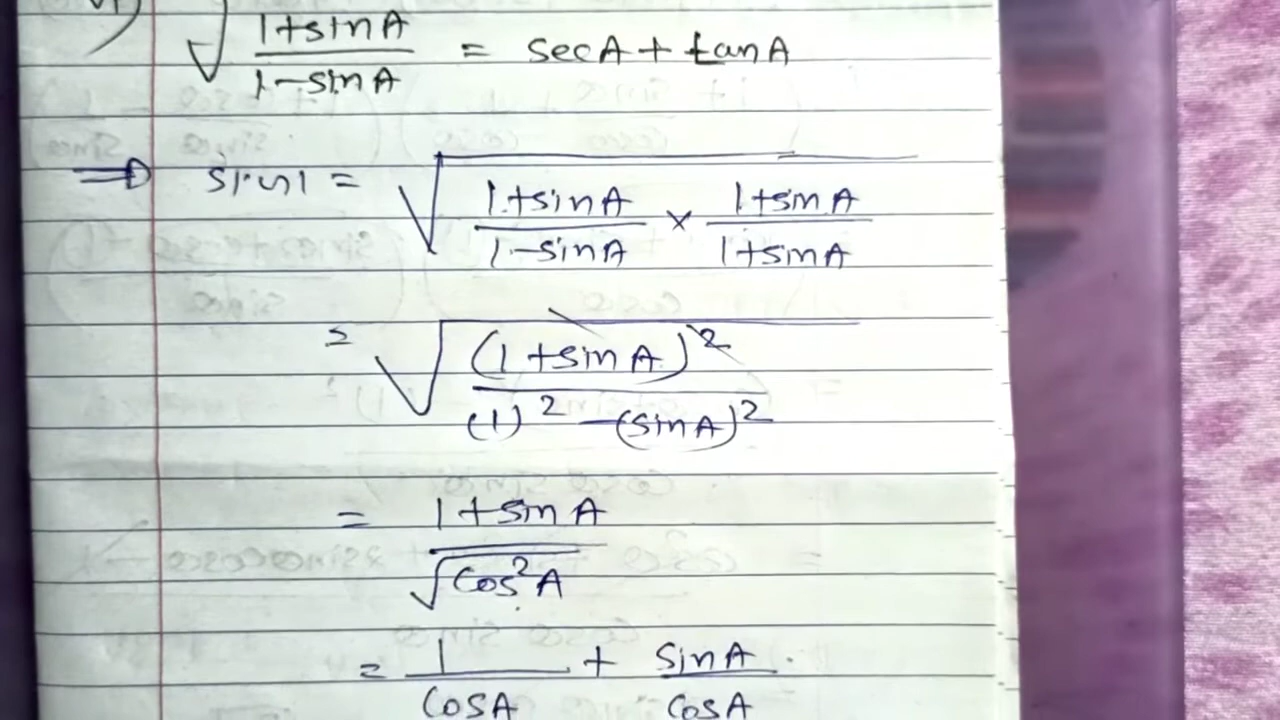 √(1+sinA / 1-sinA) = secA + tanA
⇒ = √(1+sinA / 1-sinA × 1+sinA / 1+sinA)
= √((1+sinA)² / (1)² - (sinA)²)
= 1+sinA / √cos²A
= 1 / cosA + sinA / cosA